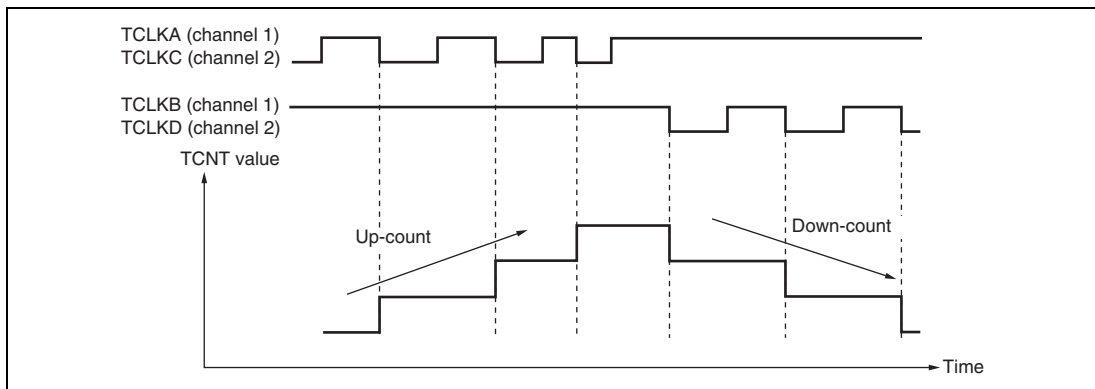 TCLKA (channel 1)
TCLKC (channel 2)
TCLKB (channel 1)
TCLKD (channel 2)
TCNT value
Up-count
Down-count
Time